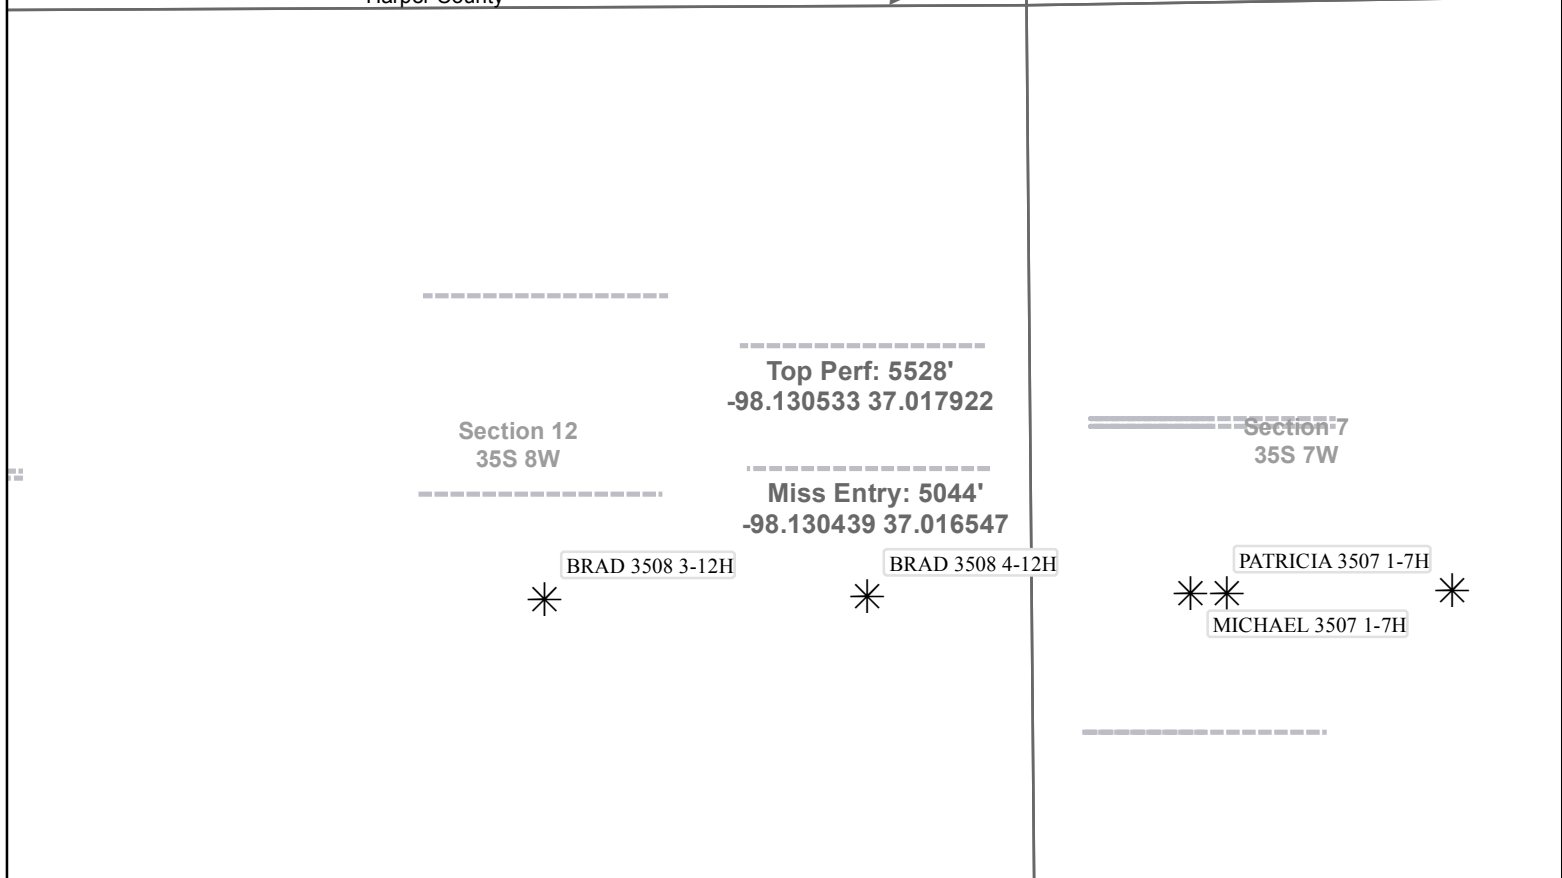 Harper County
Top Perf: 5528'
-98.130533 37.017922
Section 12
35S 8W
Section 7
35S 7W
Miss Entry: 5044'
-98.130439 37.016547
BRAD 3508 3-12H
BRAD 3508 4-12H
PATRICIA 3507 1-7H
MICHAEL 3507 1-7H